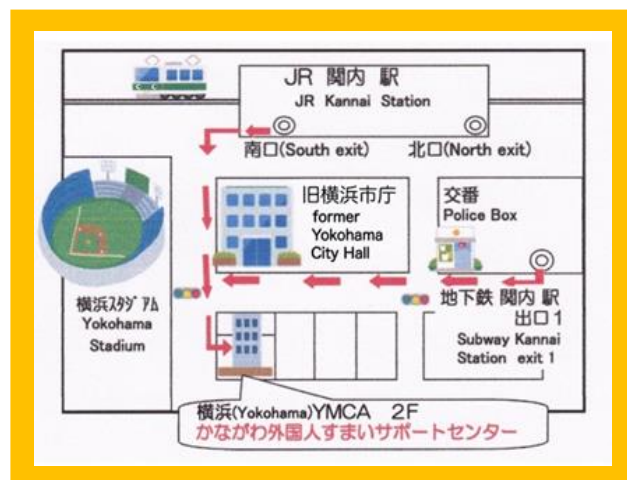 JR 関内 駅
JR Kannai Station
南口(South exit)
北口(North exit)
旧横浜市庁
former
Yokohama
City Hall
交番
Police Box
横浜ｽﾀｼﾞｱﾑ
Yokohama
Stadium
地下鉄 関内 駅
出口1
Subway Kannai
Station exit 1
横浜(Yokohama)YMCA 2F
かながわ外国人すまいサポートセンター